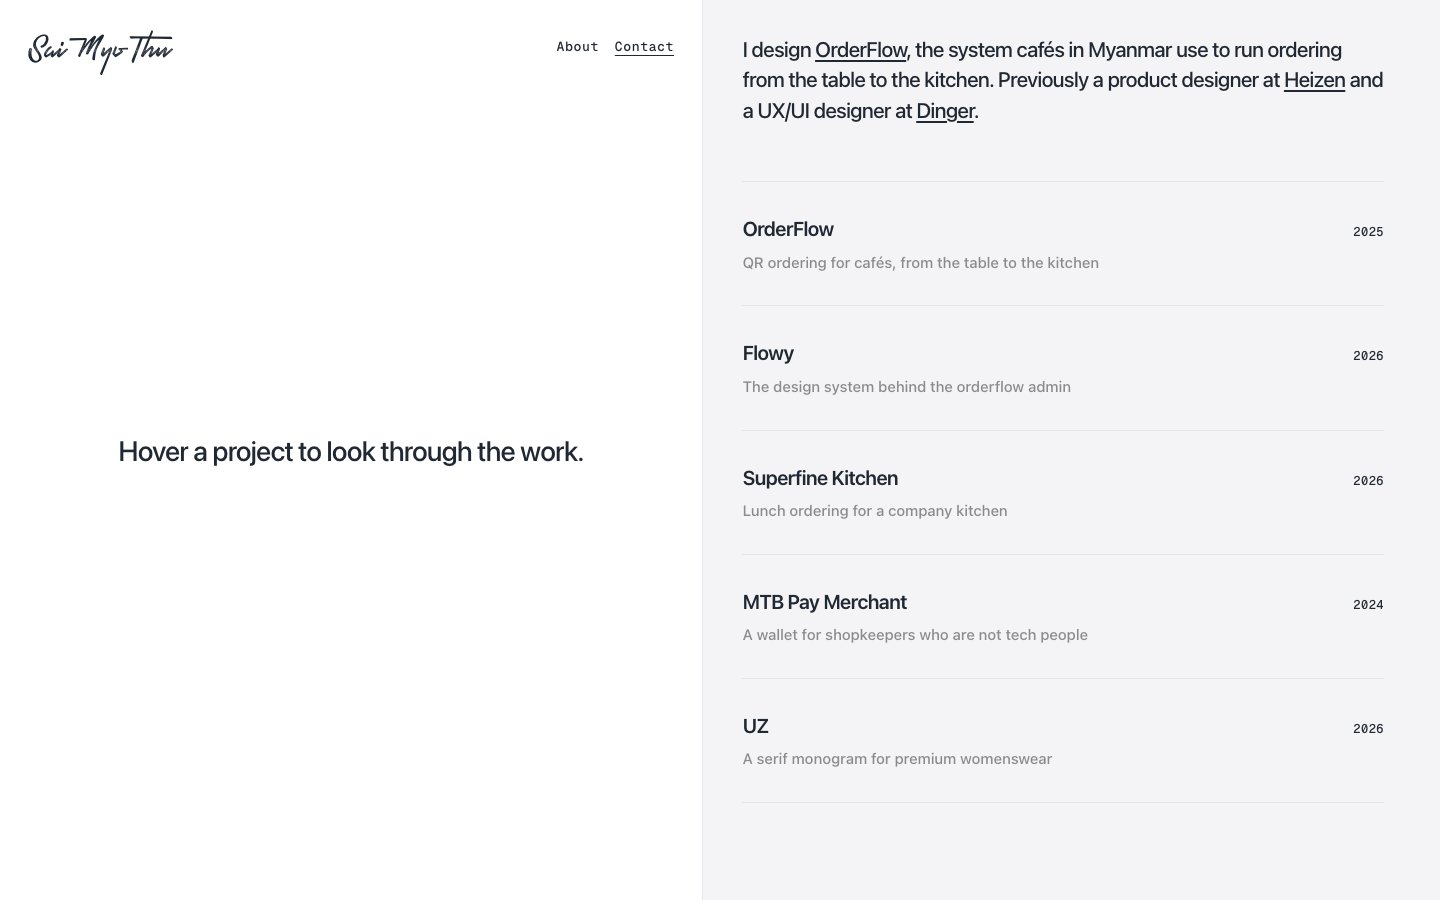 Sai Myo Thu
About Contact
Hover a project to look through the work.
I design OrderFlow, the system cafés in Myanmar use to run ordering
from the table to the kitchen. Previously a product designer at Heizen and
a UX/UI designer at Dinger.
OrderFlow 2025
QR ordering for cafés, from the table to the kitchen
Flowy 2026
The design system behind the orderflow admin
Superfine Kitchen 2026
Lunch ordering for a company kitchen
MTB Pay Merchant 2024
A wallet for shopkeepers who are not tech people
UZ 2026
A serif monogram for premium womenswear